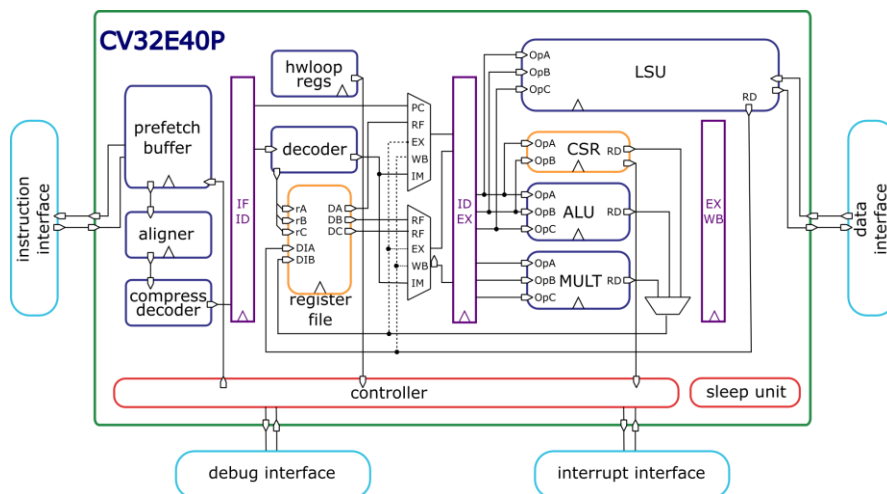 CV32E40P
instruction
interface
prefetch
buffer
aligner
compress
decoder
IF
ID
hwloop
regs
decoder
rA
rB
rC
DIA
DIB
DA
DB
DC
register
file
PC
RF
EX
WB
IM
RF
RF
EX
WB
IM
ID
EX
OpA
OpB
OpC
LSU
RD
OpA
OpB
CSR
RD
OpA
OpB
OpC
ALU
RD
OpA
OpB
OpC
MULT
RD
EX
WB
data
interface
controller
sleep unit
debug interface
interrupt interface